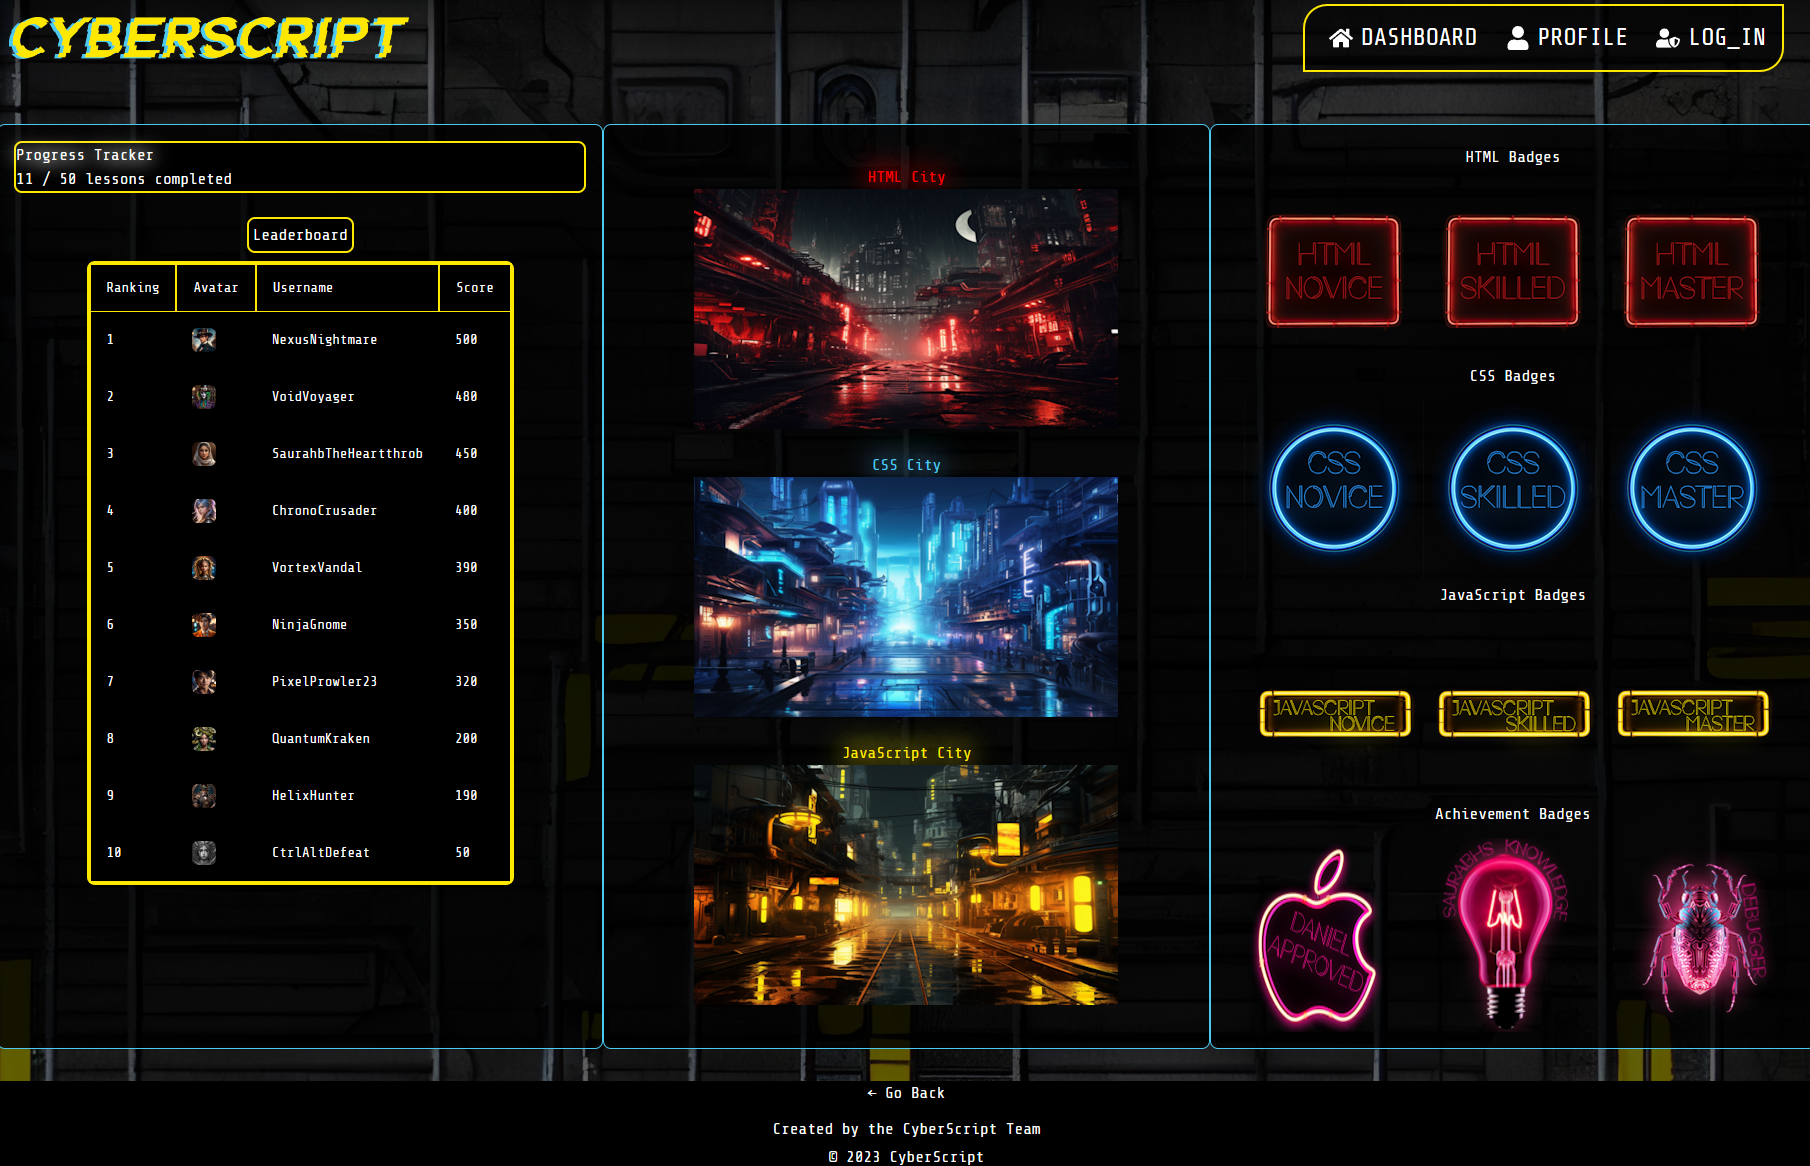 CYBERSCRIPT
DASHBOARD PROFILE LOG_IN
Progress Tracker
11 / 50 lessons completed
Leaderboard
Ranking Avatar Username Score
1 NexusNightmare 500
2 VoidVoyager 480
3 SaurahbTheHeartthrob 450
4 ChronoCrusader 400
5 VortexVandal 390
6 NinjaGnome 350
7 PixelProwler23 320
8 QuantumKraken 200
9 HelixHunter 190
10 CtrlAltDefeat 50
HTML City
CSS City
JavaScript City
HTML Badges
HTML NOVICE
HTML SKILLED
HTML MASTER
CSS Badges
CSS NOVICE
CSS SKILLED
CSS MASTER
JavaScript Badges
JAVASCRIPT NOVICE
JAVASCRIPT SKILLED
JAVASCRIPT MASTER
Achievement Badges
DANIEL APPROVED
SAURABHS KNOWLEDGE
DEBUGGER
← Go Back
Created by the CyberScript Team
© 2023 CyberScript